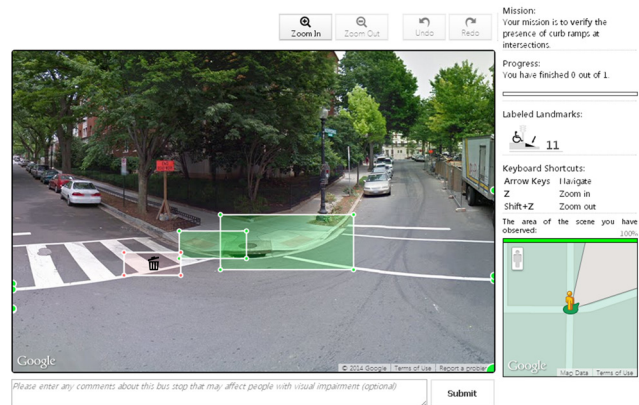 Zoom In Zoom Out Undo Redo
Google
© 2014 Google Terms of Use Report a problem
Please enter any comments about this bus stop that may affect people with visual impairment (optional)
Submit
Mission:
Your mission is to verify the
presence of curb ramps at
intersections.
Progress:
You have finished 0 out of 1.
Labeled Landmarks:
11
Keyboard Shortcuts:
Arrow Keys Navigate
Z Zoom in
Shift+Z Zoom out
The area of the scene you have
observed:
100%
Google
Map Data Terms of Use